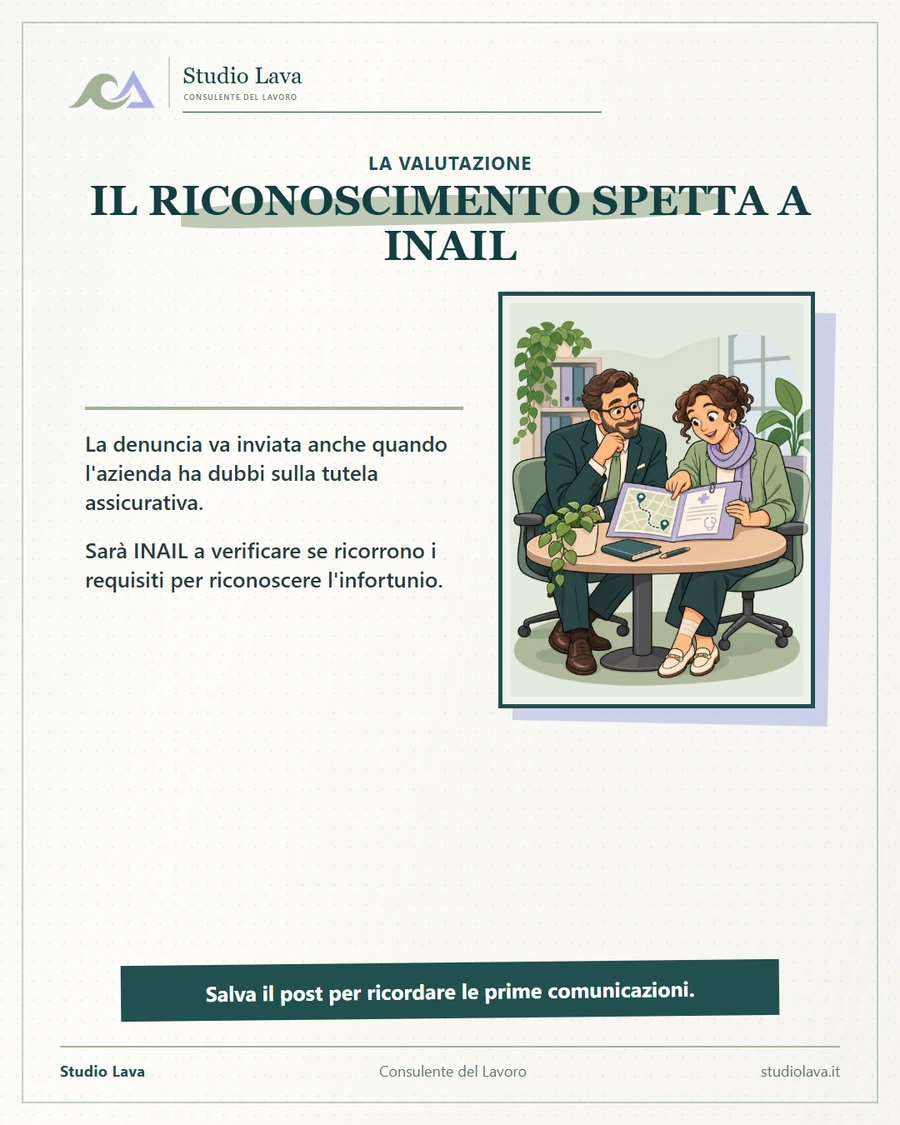 Studio Lava
CONSULENTE DEL LAVORO
LA VALUTAZIONE
IL RICONOSCIMENTO SPETTA A
INAIL
La denuncia va inviata anche quando
l'azienda ha dubbi sulla tutela
assicurativa.
Sarà INAIL a verificare se ricorrono i
requisiti per riconoscere l'infortunio.
Salva il post per ricordare le prime comunicazioni.
Studio Lava
Consulente del Lavoro
studiolava.it